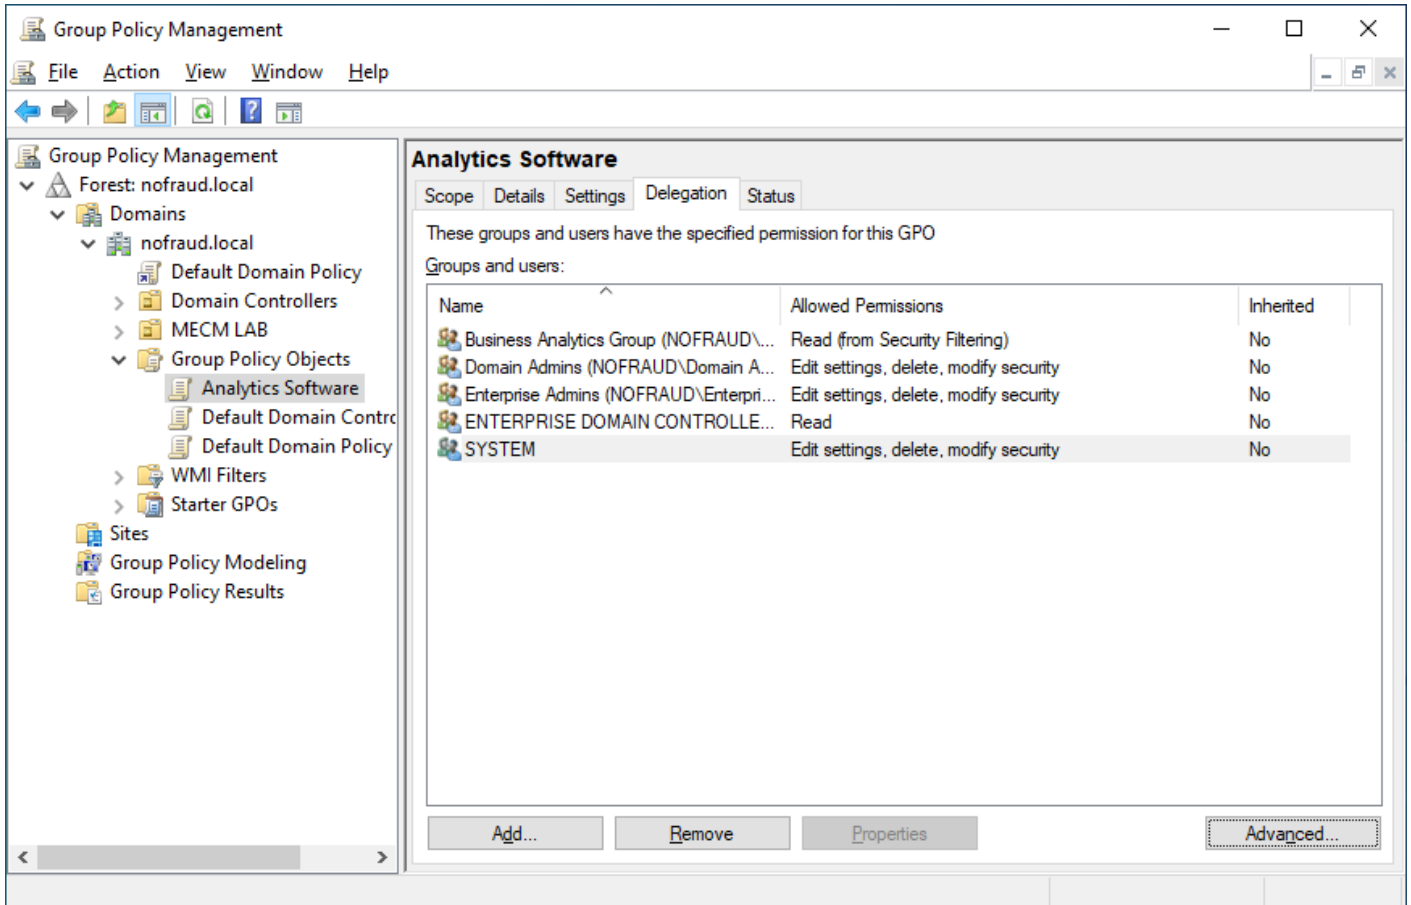 Group Policy Management
File Action View Window Help
Group Policy Management
Forest: nofraud.local
Domains
nofraud.local
Default Domain Policy
Domain Controllers
MECM LAB
Group Policy Objects
Analytics Software
Default Domain Contrc
Default Domain Policy
WMI Filters
Starter GPOs
Sites
Group Policy Modeling
Group Policy Results
Analytics Software
Scope Details Settings Delegation Status
These groups and users have the specified permission for this GPO
Groups and users:
Name Allowed Permissions Inherited
Business Analytics Group (NOFRAUD\... Read (from Security Filtering) No
Domain Admins (NOFRAUD\Domain A... Edit settings, delete, modify security No
Enterprise Admins (NOFRAUD\Enterpri... Edit settings, delete, modify security No
ENTERPRISE DOMAIN CONTROLLE... Read No
SYSTEM Edit settings, delete, modify security No
Add... Remove Properties Advanced...